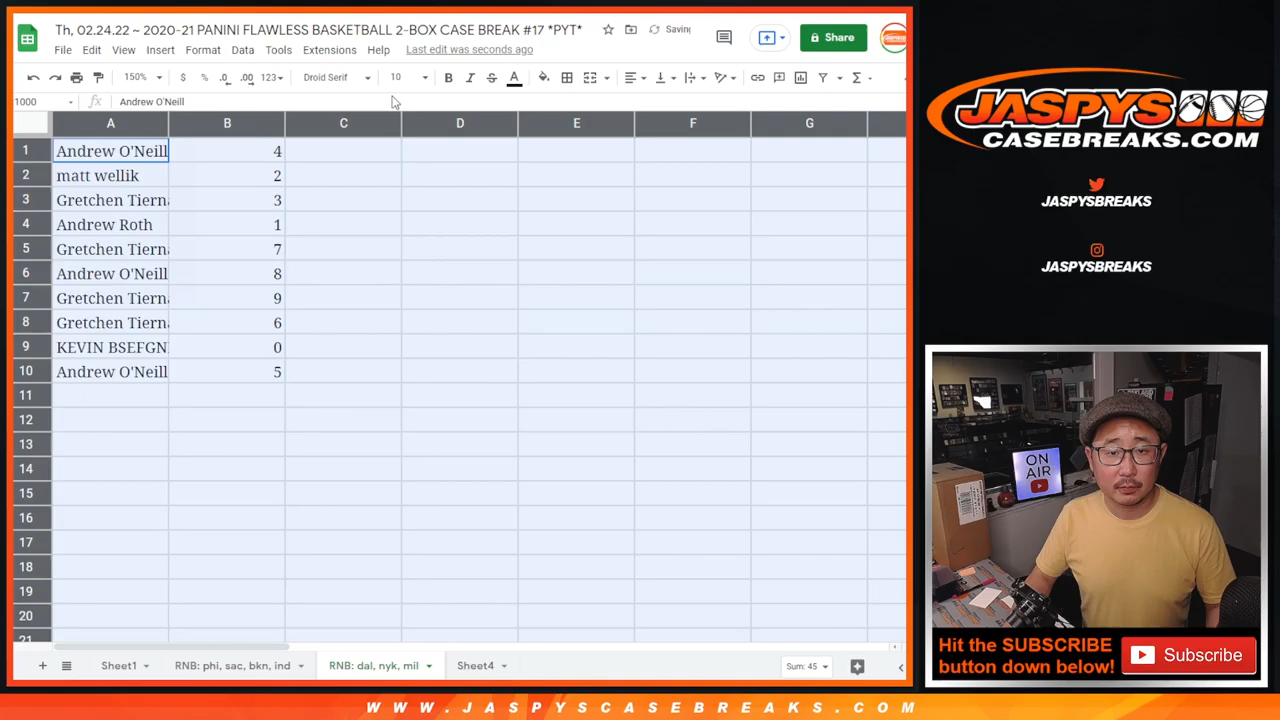 Th, 02.24.22 ~ 2020-21 PANINI FLAWLESS BASKETBALL 2-BOX CASE BREAK #17 *PYT*
Saving
File Edit View Insert Format Data Tools Extensions Help Last edit was seconds ago
Share
150% $ % .0 .00 123 Droid Serif 10 B I S A
1000 fx Andrew O'Neill
A B C D E F G
1 Andrew O'Neill 4
2 matt wellik 2
3 Gretchen Tierna 3
4 Andrew Roth 1
5 Gretchen Tierna 7
6 Andrew O'Neill 8
7 Gretchen Tierna 9
8 Gretchen Tierna 6
9 KEVIN BSEFGN 0
10 Andrew O'Neill 5
11
12
13
14
15
16
17
18
19
20
21
Sheet1 RNB: phi, sac, bkn, ind RNB: dal, nyk, mil Sheet4 Sum: 45
JASPYS
CASEBREAKS.COM
JASPYSBREAKS
JASPYSBREAKS
ON
AIR
Hit the SUBSCRIBE
button down below!
Subscribe
WWW.JASPYSCASEBREAKS.COM